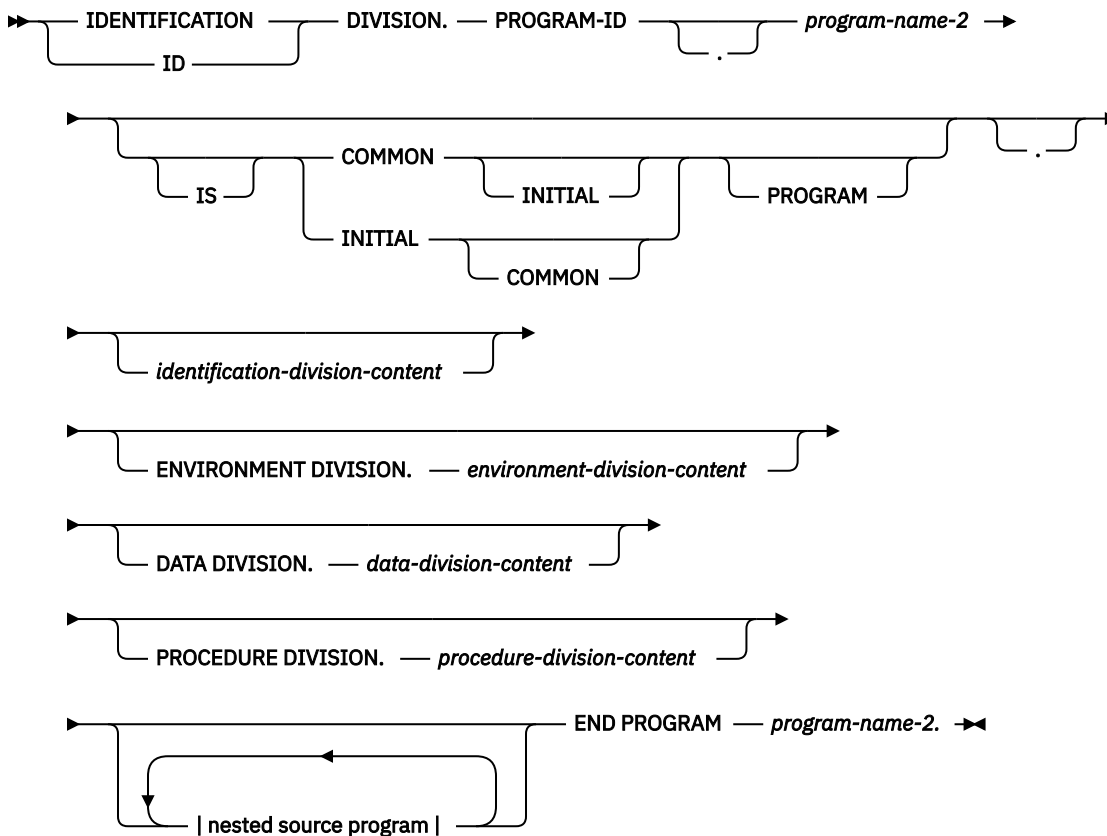 IDENTIFICATION DIVISION. PROGRAM-ID program-name-2
ID .
COMMON .
IS INITIAL PROGRAM
INITIAL
COMMON
identification-division-content
ENVIRONMENT DIVISION. environment-division-content
DATA DIVISION. data-division-content
PROCEDURE DIVISION. procedure-division-content
END PROGRAM program-name-2.
| nested source program |